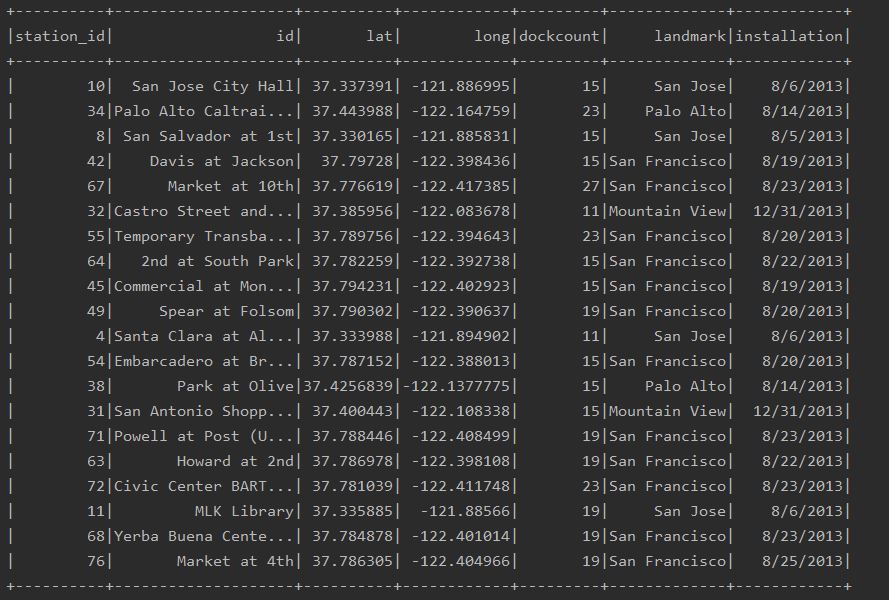 +----------+--------------------+----------+------------+---------+-------------+------------+
|station_id|                  id|       lat|        long|dockcount|     landmark|installation|
+----------+--------------------+----------+------------+---------+-------------+------------+
|        10|  San Jose City Hall| 37.337391| -121.886995|       15|     San Jose|    8/6/2013|
|        34|Palo Alto Caltrai...| 37.443988| -122.164759|       23|    Palo Alto|   8/14/2013|
|         8| San Salvador at 1st| 37.330165| -121.885831|       15|     San Jose|    8/5/2013|
|        42|    Davis at Jackson|  37.79728| -122.398436|       15|San Francisco|   8/19/2013|
|        67|      Market at 10th| 37.776619| -122.417385|       27|San Francisco|   8/23/2013|
|        32|Castro Street and...| 37.385956| -122.083678|       11|Mountain View|  12/31/2013|
|        55|Temporary Transba...| 37.789756| -122.394643|       23|San Francisco|   8/20/2013|
|        64|   2nd at South Park| 37.782259| -122.392738|       15|San Francisco|   8/22/2013|
|        45|Commercial at Mon...| 37.794231| -122.402923|       15|San Francisco|   8/19/2013|
|        49|     Spear at Folsom| 37.790302| -122.390637|       19|San Francisco|   8/20/2013|
|         4|Santa Clara at Al...| 37.333988| -121.894902|       11|     San Jose|    8/6/2013|
|        54|Embarcadero at Br...| 37.787152| -122.388013|       15|San Francisco|   8/20/2013|
|        38|       Park at Olive|37.4256839|-122.1377775|       15|    Palo Alto|   8/14/2013|
|        31|San Antonio Shopp...| 37.400443| -122.108338|       15|Mountain View|  12/31/2013|
|        71|Powell at Post (U...| 37.788446| -122.408499|       19|San Francisco|   8/23/2013|
|        63|       Howard at 2nd| 37.786978| -122.398108|       19|San Francisco|   8/22/2013|
|        72|Civic Center BART...| 37.781039| -122.411748|       23|San Francisco|   8/23/2013|
|        11|         MLK Library| 37.335885|  -121.88566|       19|     San Jose|    8/6/2013|
|        68|Yerba Buena Cente...| 37.784878| -122.401014|       19|San Francisco|   8/23/2013|
|        76|       Market at 4th| 37.786305| -122.404966|       19|San Francisco|   8/25/2013|
+----------+--------------------+----------+------------+---------+-------------+------------+